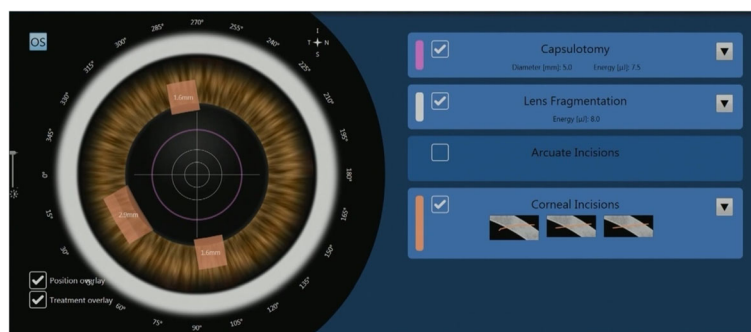 OS
I
T N
S
270°
285°
300°
315°
330°
345°
0°
15°
30°
60°
75°
90°
105°
120°
135°
150°
165°
180°
195°
210°
225°
240°
255°
1.6mm
2.0mm
1.6mm
Position overlay
Treatment overlay
Capsulotomy
Diameter [mm]: 5.0 Energy [µJ]: 7.5
Lens Fragmentation
Energy [µJ]: 8.0
Arcuate Incisions
Corneal Incisions